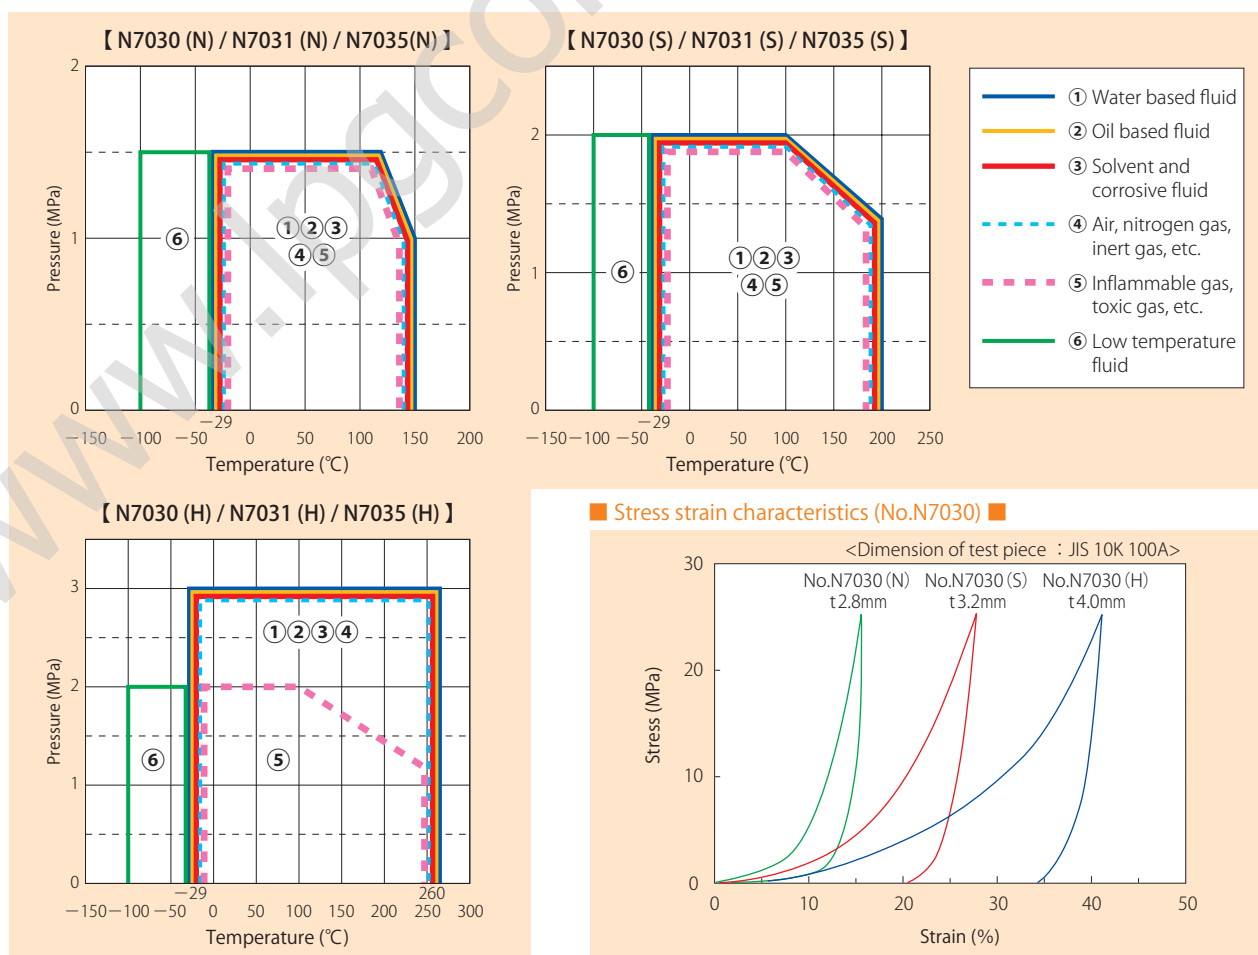 【 N7030 (N) / N7031 (N) / N7035(N) 】
2
1
0
Pressure (MPa)
①②③
④⑤
⑥
−29
−150 −100 −50 0 50 100 150 200
Temperature (℃)
【 N7030 (S) / N7031 (S) / N7035 (S) 】
2
1
0
Pressure (MPa)
①②③
④⑤
⑥
−29
−150 −100 −50 0 50 100 150 200 250
Temperature (℃)
① Water based fluid
② Oil based fluid
③ Solvent and
corrosive fluid
④ Air, nitrogen gas,
inert gas, etc.
⑤ Inflammable gas,
toxic gas, etc.
⑥ Low temperature
fluid
【 N7030 (H) / N7031 (H) / N7035 (H) 】
3
2
1
0
Pressure (MPa)
①②③④
⑥
⑤
−29
260
−150 −100 −50 0 50 100 150 200 250 300
Temperature (℃)
■ Stress strain characteristics (No.N7030) ■
<Dimension of test piece : JIS 10K 100A>
No.N7030 (N)
t2.8mm
No.N7030 (S)
t3.2mm
No.N7030 (H)
t4.0mm
30
20
10
0
Stress (MPa)
0 10 20 30 40 50
Strain (%)